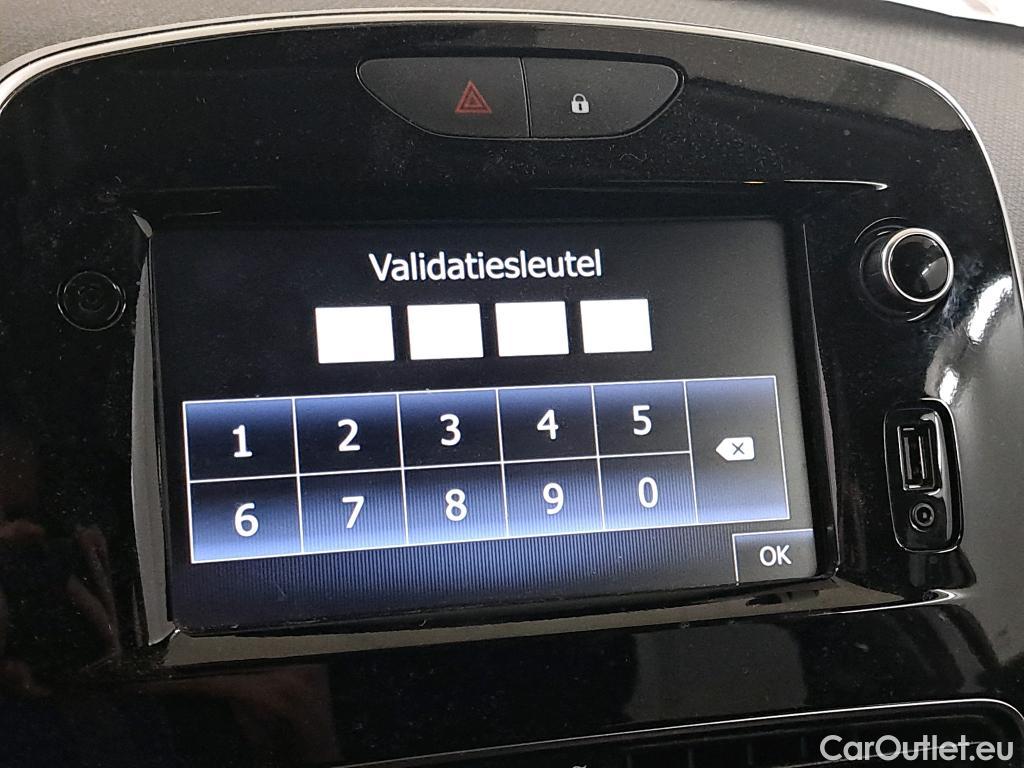 Validatiesleutel
1 2 3 4 5
6 7 8 9 0
OK
CarOutlet.eu